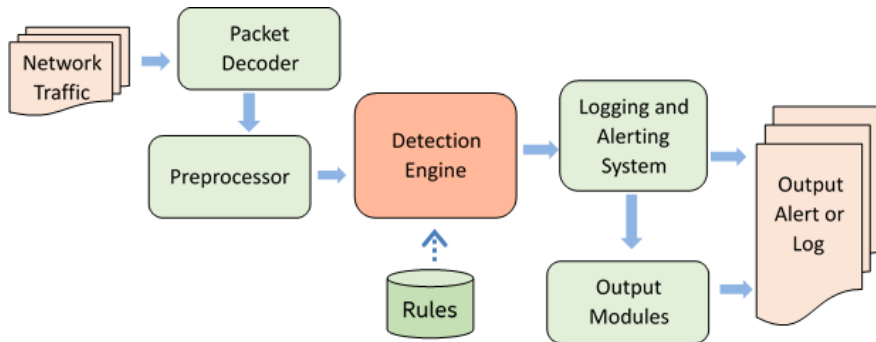 Network
Traffic
Packet
Decoder
Preprocessor
Detection
Engine
Rules
Logging and
Alerting
System
Output
Modules
Output
Alert or
Log